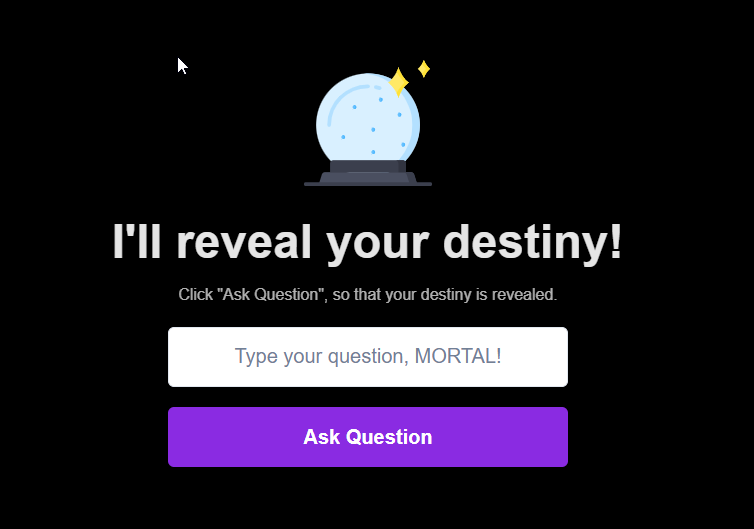 I'll reveal your destiny!
Click "Ask Question", so that your destiny is revealed.
Type your question, MORTAL!
Ask Question